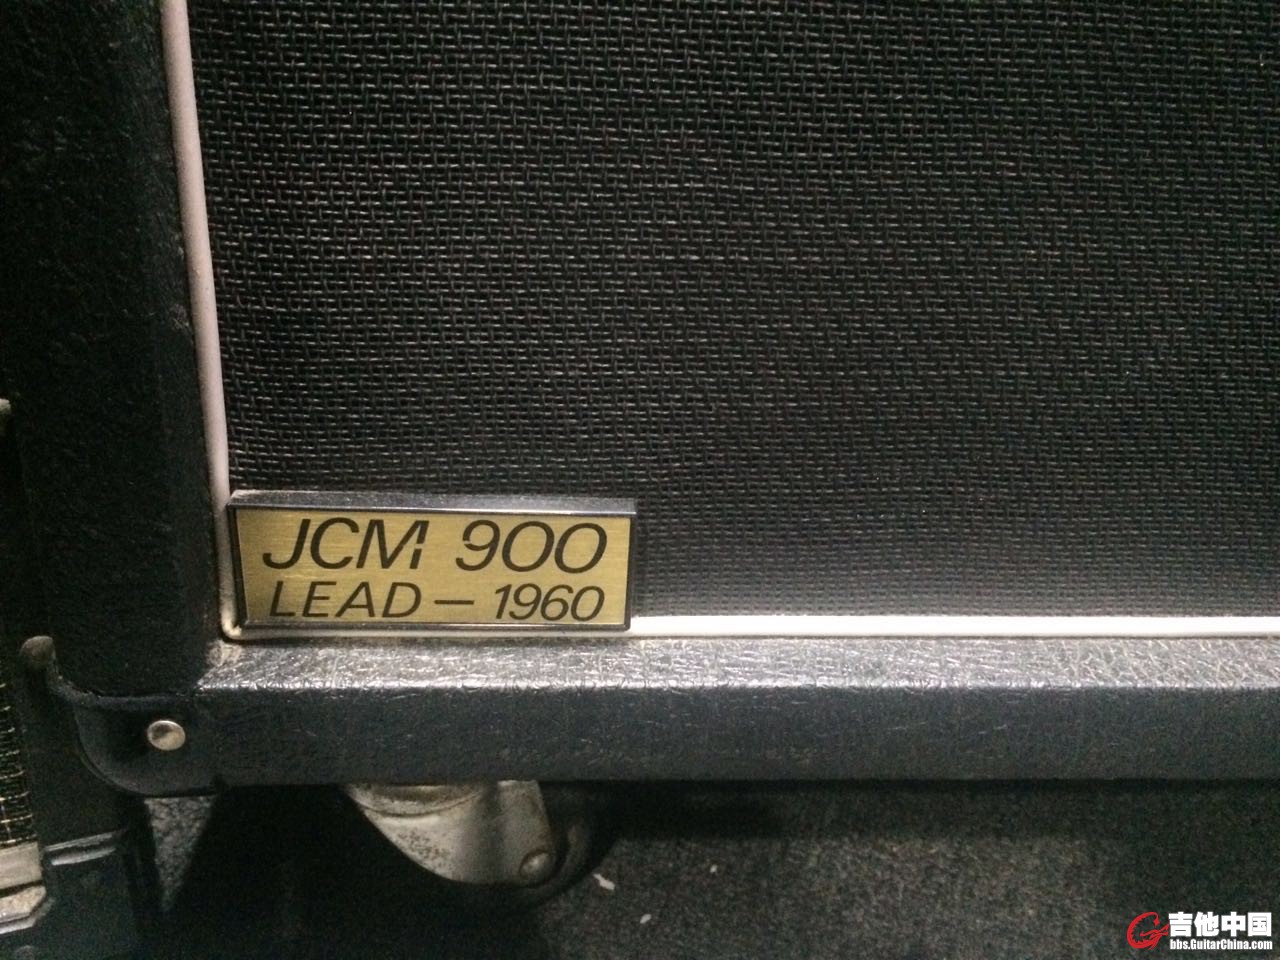 JCM 900
LEAD – 1960
吉他中国
bbs.GuitarChina.com